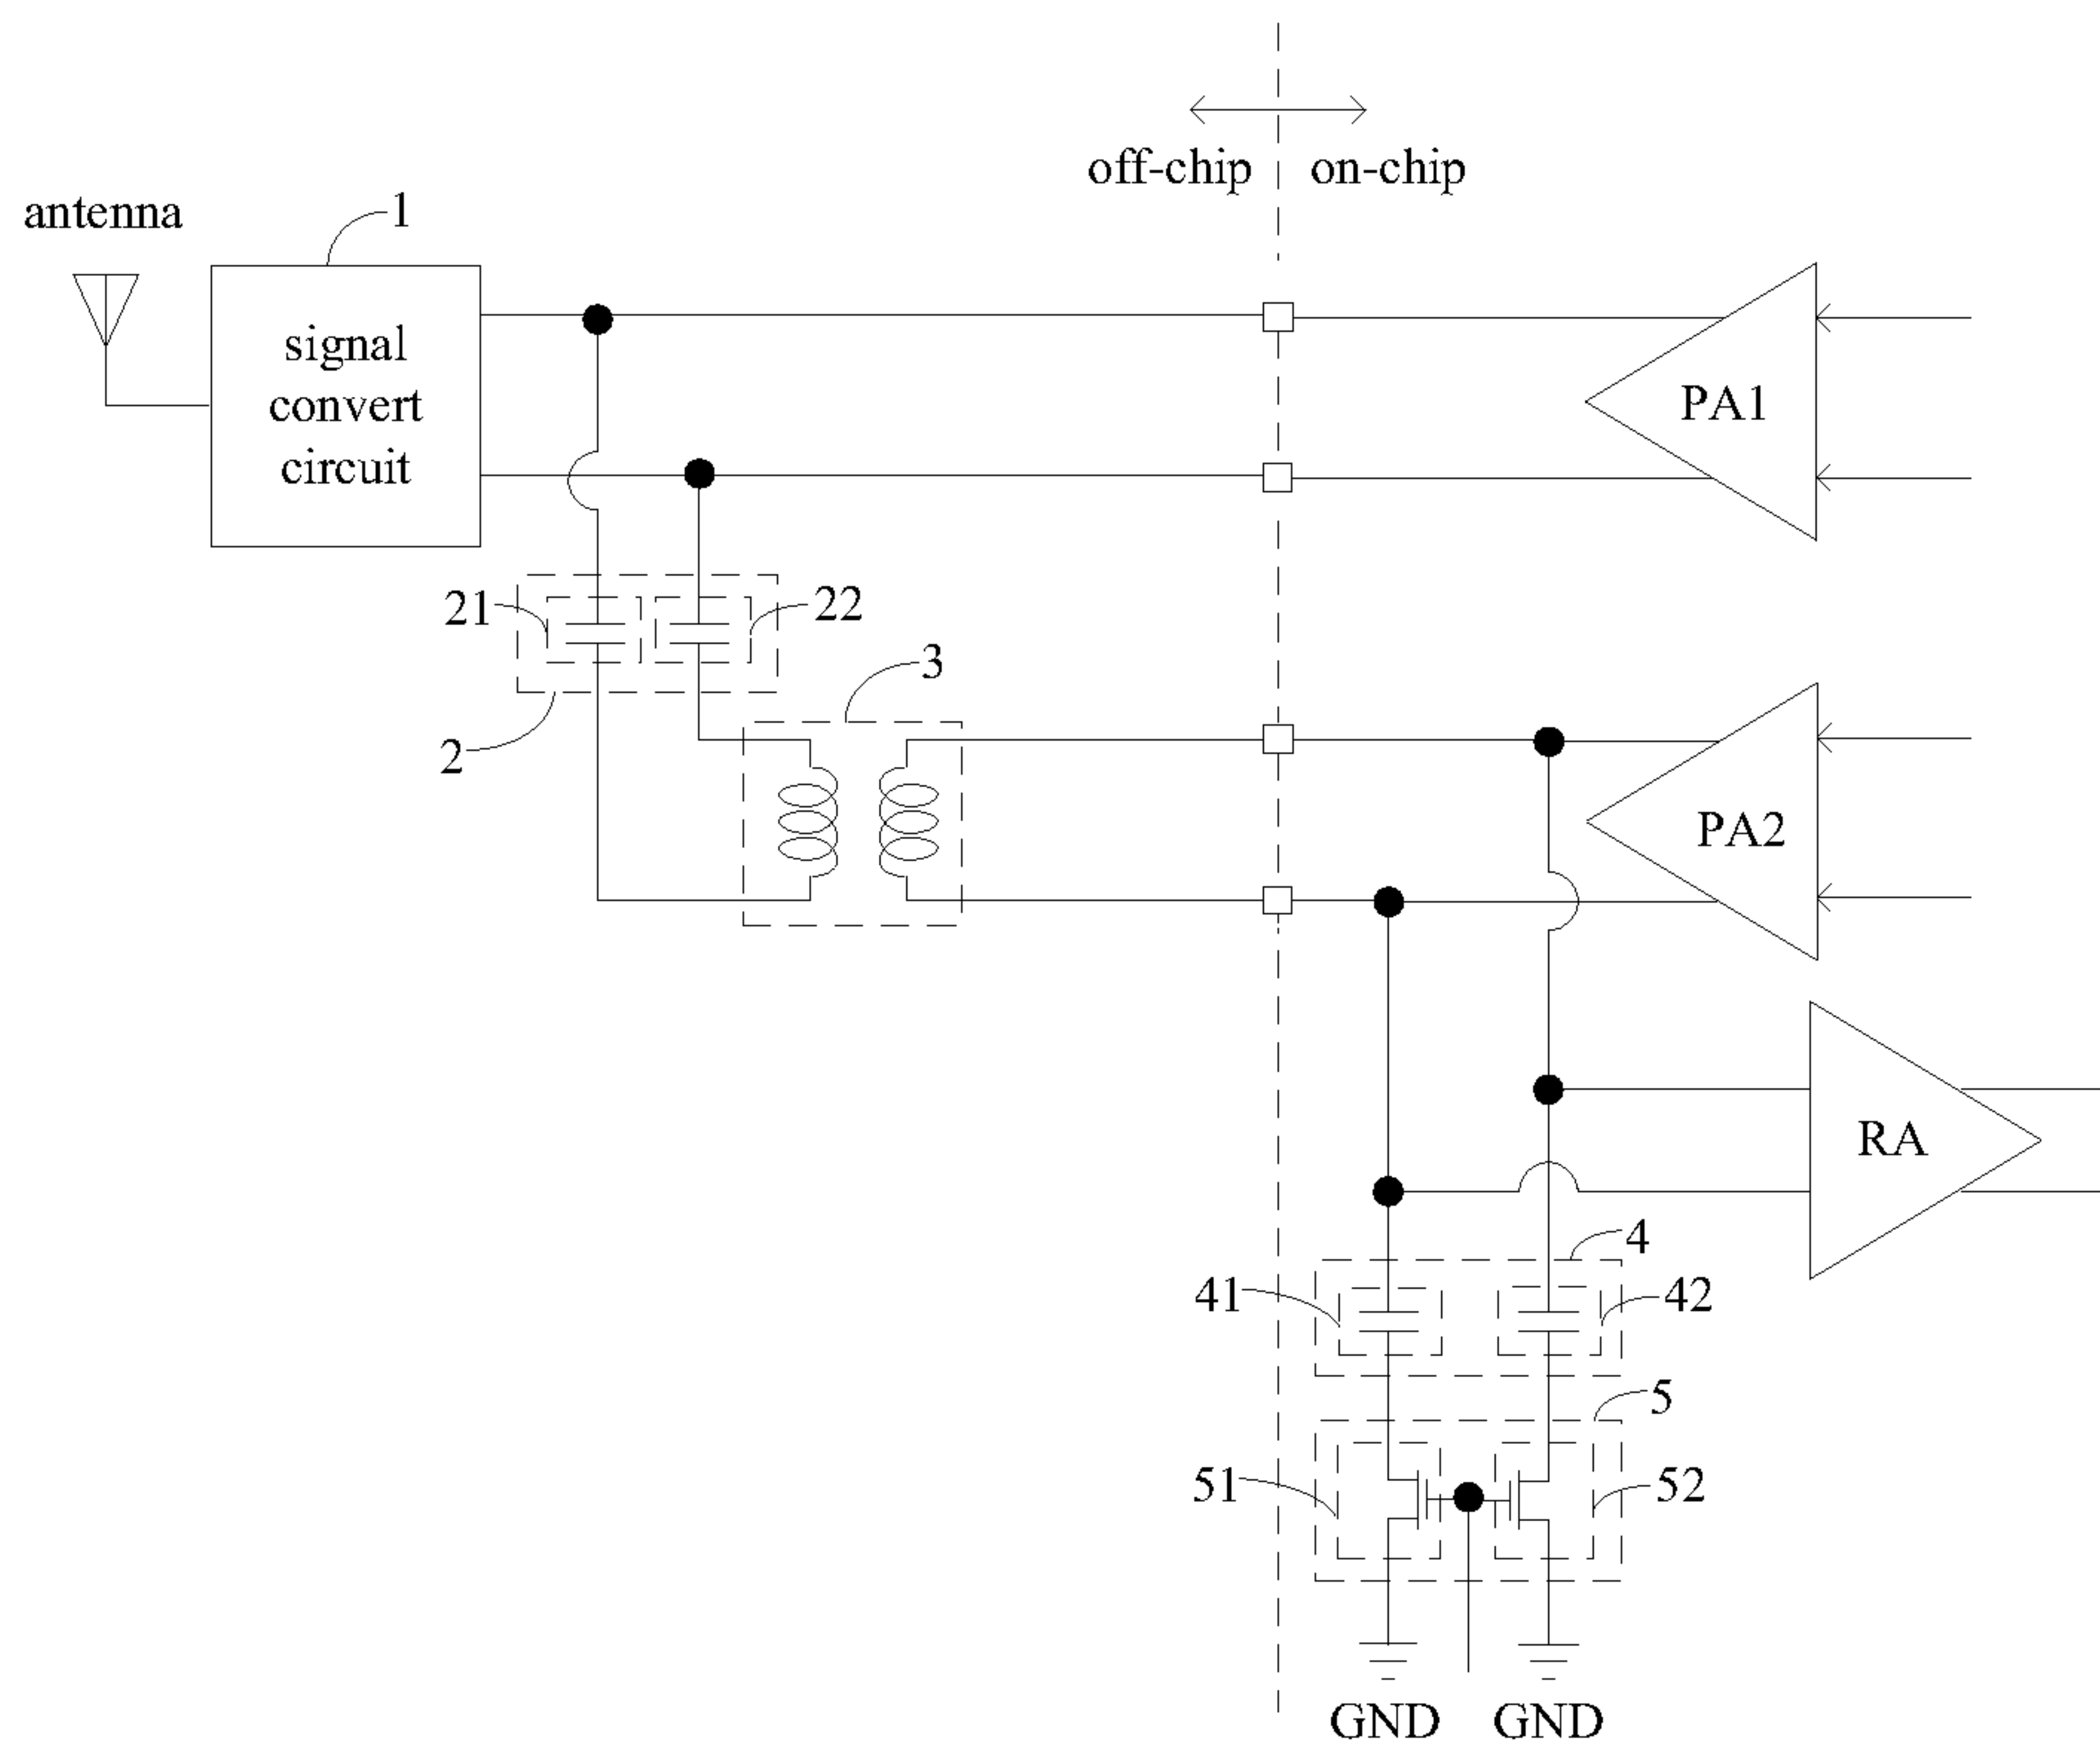 off-chip
on-chip
antenna
1
signal
convert
circuit
PA1
21
22
3
2
PA2
RA
4
41
42
5
51
52
GND
GND